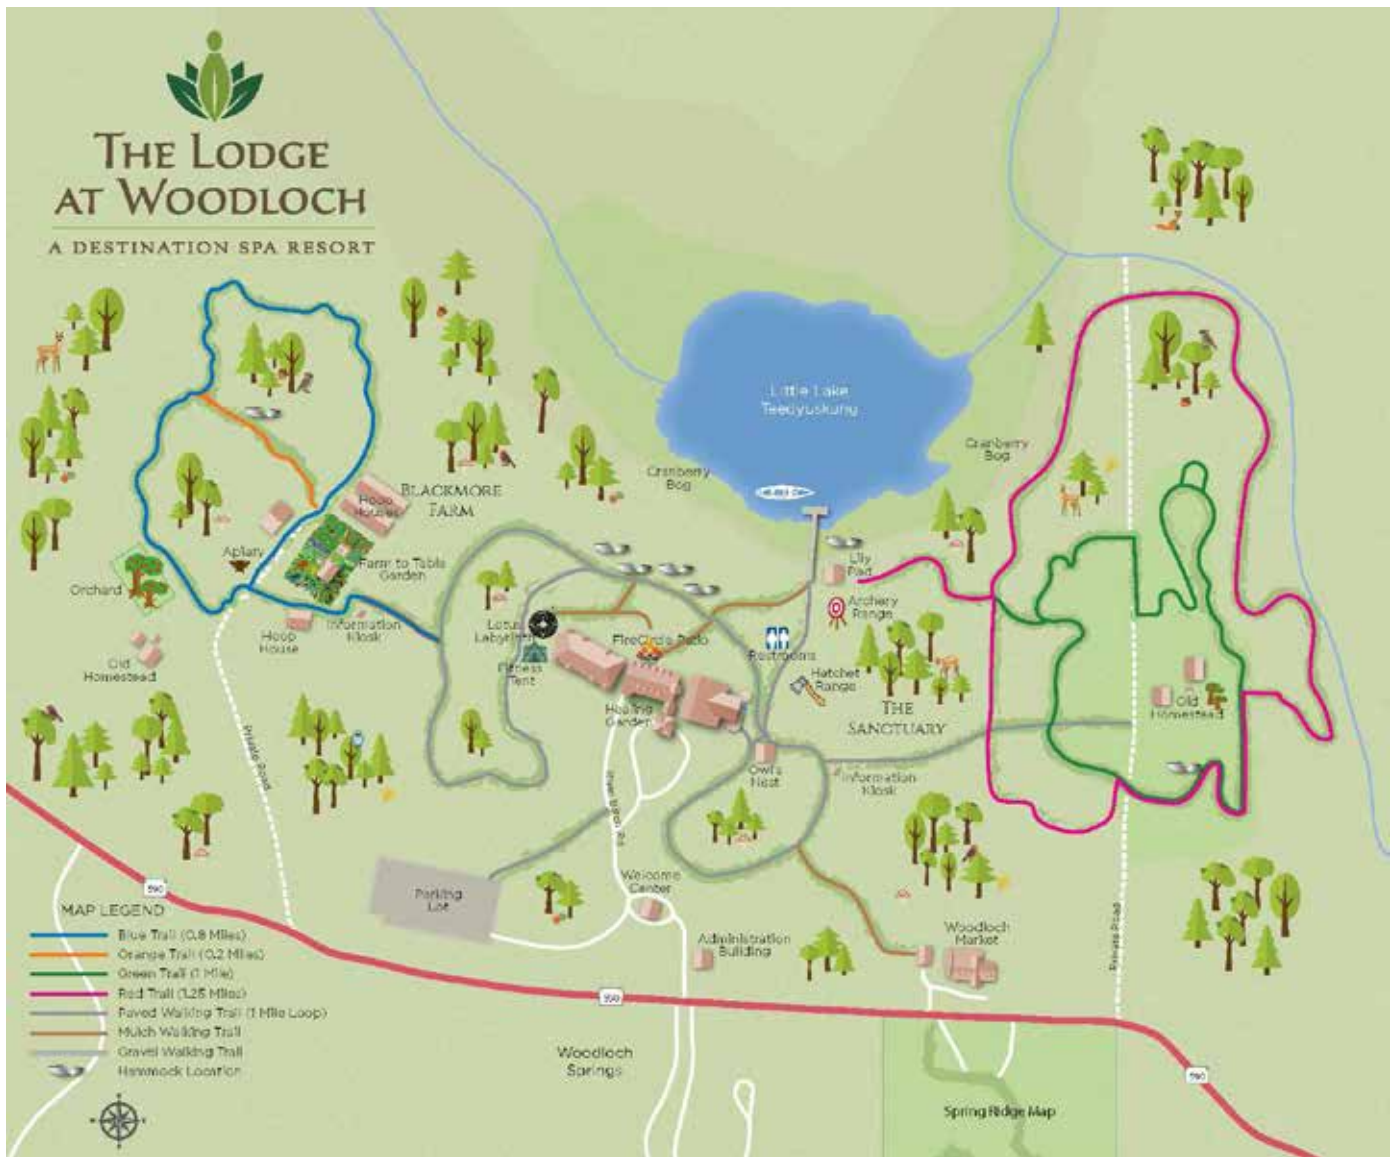 THE LODGE
AT WOODLOCH
A DESTINATION SPA RESORT
Little Lake
Teedyuskung
Cranberry
Bog
Cranberry
Bog
BLACKMORE
FARM
Hoop
Houses
Apiary
Farm to Table
Garden
Orchard
Hoop
House
Information
Kiosk
Old
Homestead
Lotus
Labyrinth
Fitness
Tent
FireCircle Patio
Healing
Garden
Lily
Pad
Archery
Range
Restrooms
Hatchet
Range
THE
SANCTUARY
Old
Homestead
Owl's
Nest
Information
Kiosk
Private Road
River Birch Rd
Parking
Lot
Welcome
Center
Administration
Building
Woodloch
Market
Private Road
590
590
590
Woodloch
Springs
Spring Ridge Map
MAP LEGEND
Blue Trail (0.8 Miles)
Orange Trail (0.2 Miles)
Green Trail (1 Mile)
Red Trail (1.25 Miles)
Paved Walking Trail (1 Mile Loop)
Mulch Walking Trail
Gravel Walking Trail
Hammock Location